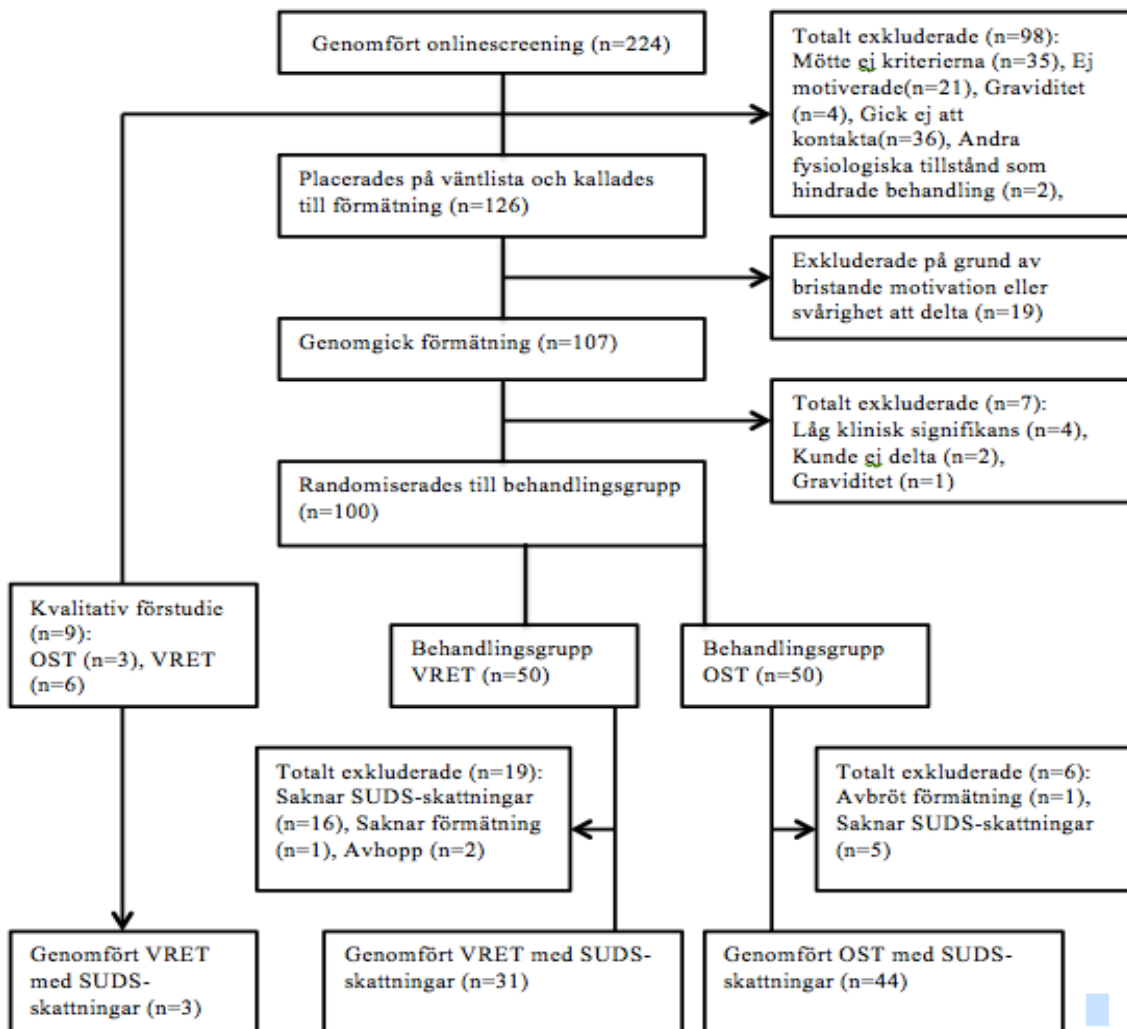 Genomfört onlinescreening (n=224)
Totalt exkluderade (n=98):
Mötte ej kriterierna (n=35), Ej
motiverade(n=21), Graviditet
(n=4), Gick ej att
kontakta(n=36), Andra
fysiologiska tillstånd som
hindrade behandling (n=2),
Placerades på väntlista och kallades
till förmätning (n=126)
Exkluderade på grund av
bristande motivation eller
svårighet att delta (n=19)
Genomgick förmätning (n=107)
Totalt exkluderade (n=7):
Låg klinisk signifikans (n=4),
Kunde ej delta (n=2),
Graviditet (n=1)
Randomiserades till behandlingsgrupp
(n=100)
Kvalitativ förstudie
(n=9):
OST (n=3), VRET
(n=6)
Behandlingsgrupp
VRET (n=50)
Behandlingsgrupp
OST (n=50)
Totalt exkluderade (n=19):
Saknar SUDS-skattningar
(n=16), Saknar förmätning
(n=1), Avhopp (n=2)
Totalt exkluderade (n=6):
Avbröt förmätning (n=1),
Saknar SUDS-skattningar
(n=5)
Genomfört VRET
med SUDS-
skattningar (n=3)
Genomfört VRET med SUDS-
skattningar (n=31)
Genomfört OST med SUDS-
skattningar (n=44)